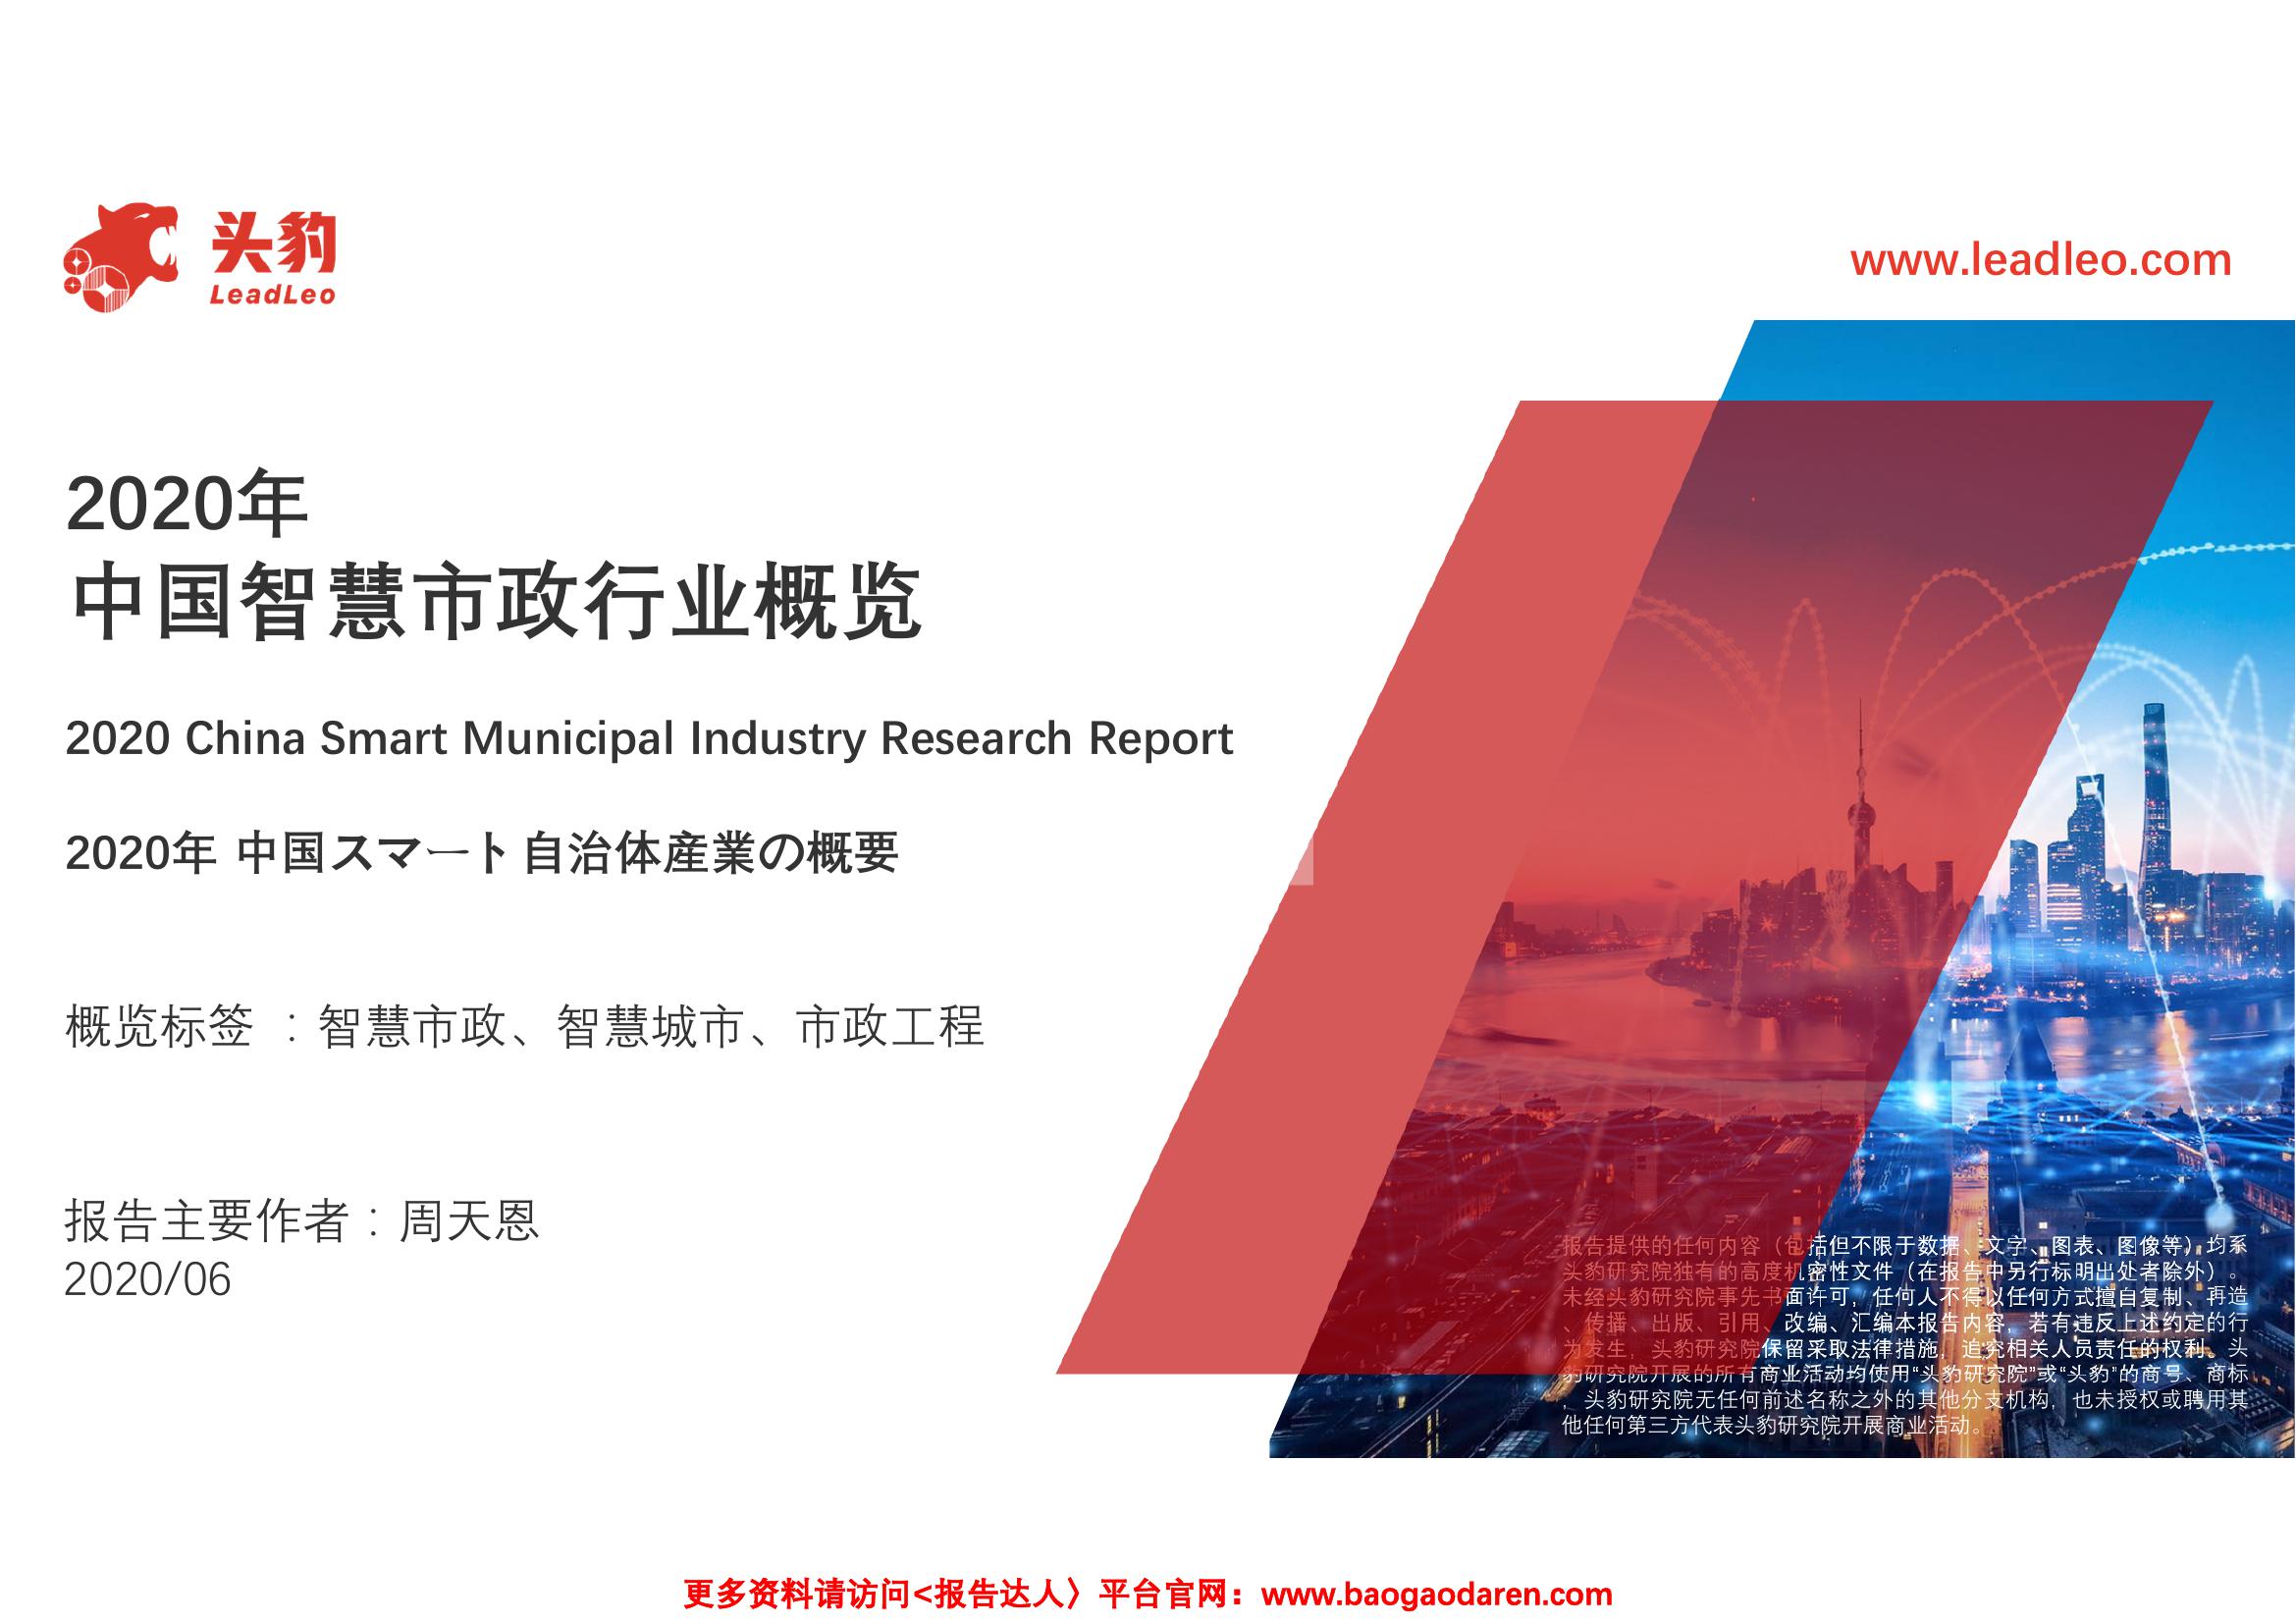 头豹
LeadLeo
www.leadleo.com
2020年
中国智慧市政行业概览
2020 China Smart Municipal Industry Research Report
2020年 中国スマート自治体産業の概要
概览标签 ：智慧市政、智慧城市、市政工程
报告主要作者：周天恩
2020/06
报告提供的任何内容（包括但不限于数据、文字、图表、图像等）均系
头豹研究院独有的高度机密性文件（在报告中另行标明出处者除外）。
未经头豹研究院事先书面许可，任何人不得以任何方式擅自复制、再造
、传播、出版、引用、改编、汇编本报告内容，若有违反上述约定的行
为发生，头豹研究院保留采取法律措施，追究相关人员责任的权利。头
豹研究院开展的所有商业活动均使用“头豹研究院”或“头豹”的商号、商标
，头豹研究院无任何前述名称之外的其他分支机构，也未授权或聘用其
他任何第三方代表头豹研究院开展商业活动。
更多资料请访问<报告达人〉平台官网：www.baogaodaren.com